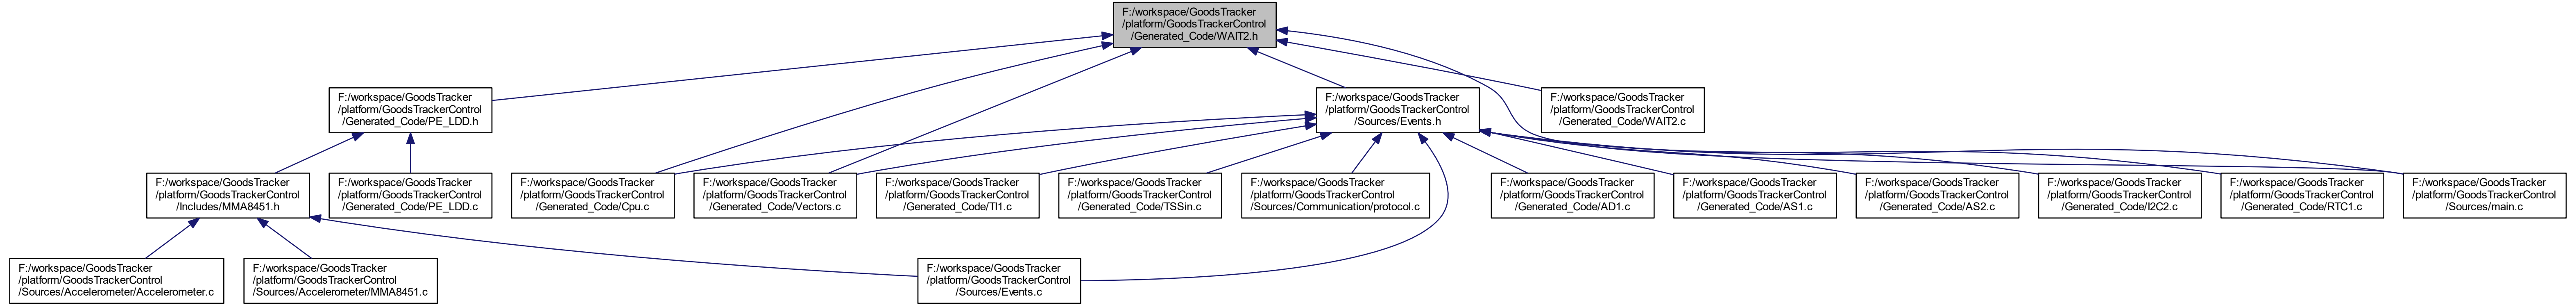 F:/workspace/GoodsTracker
/platform/GoodsTrackerControl
/Generated_Code/WAIT2.h
F:/workspace/GoodsTracker
/platform/GoodsTrackerControl
/Generated_Code/PE_LDD.h
F:/workspace/GoodsTracker
/platform/GoodsTrackerControl
/Sources/Events.h
F:/workspace/GoodsTracker
/platform/GoodsTrackerControl
/Generated_Code/WAIT2.c
F:/workspace/GoodsTracker
/platform/GoodsTrackerControl
/Includes/MMA8451.h
F:/workspace/GoodsTracker
/platform/GoodsTrackerControl
/Generated_Code/PE_LDD.c
F:/workspace/GoodsTracker
/platform/GoodsTrackerControl
/Generated_Code/Cpu.c
F:/workspace/GoodsTracker
/platform/GoodsTrackerControl
/Generated_Code/Vectors.c
F:/workspace/GoodsTracker
/platform/GoodsTrackerControl
/Generated_Code/TI1.c
F:/workspace/GoodsTracker
/platform/GoodsTrackerControl
/Generated_Code/TSSin.c
F:/workspace/GoodsTracker
/platform/GoodsTrackerControl
/Sources/Communication/protocol.c
F:/workspace/GoodsTracker
/platform/GoodsTrackerControl
/Generated_Code/AD1.c
F:/workspace/GoodsTracker
/platform/GoodsTrackerControl
/Generated_Code/AS1.c
F:/workspace/GoodsTracker
/platform/GoodsTrackerControl
/Generated_Code/AS2.c
F:/workspace/GoodsTracker
/platform/GoodsTrackerControl
/Generated_Code/I2C2.c
F:/workspace/GoodsTracker
/platform/GoodsTrackerControl
/Generated_Code/RTC1.c
F:/workspace/GoodsTracker
/platform/GoodsTrackerControl
/Sources/main.c
F:/workspace/GoodsTracker
/platform/GoodsTrackerControl
/Sources/Accelerometer/Accelerometer.c
F:/workspace/GoodsTracker
/platform/GoodsTrackerControl
/Sources/Accelerometer/MMA8451.c
F:/workspace/GoodsTracker
/platform/GoodsTrackerControl
/Sources/Events.c